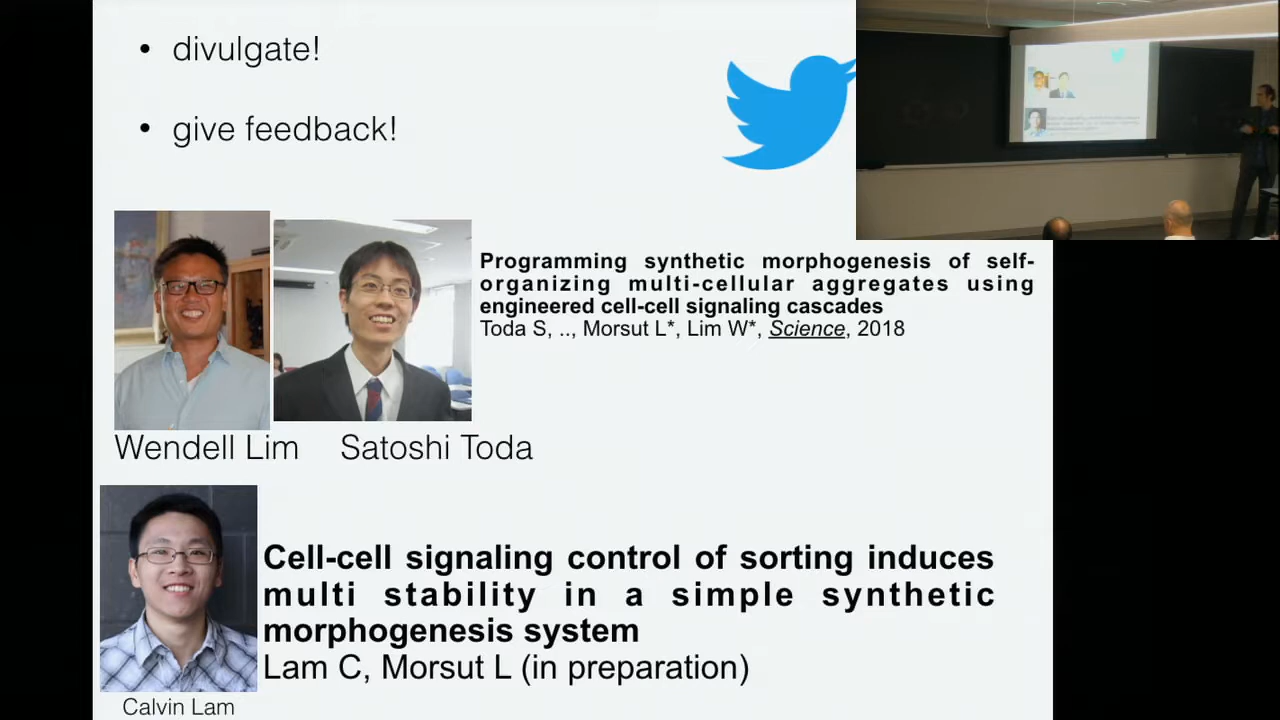 • divulgate!
• give feedback!
Programming synthetic morphogenesis of self-
organizing multi-cellular aggregates using
engineered cell-cell signaling cascades
Toda S, .., Morsut L*, Lim W*, Science, 2018
Wendell Lim Satoshi Toda
Cell-cell signaling control of sorting induces
multi stability in a simple synthetic
morphogenesis system
Lam C, Morsut L (in preparation)
Calvin Lam